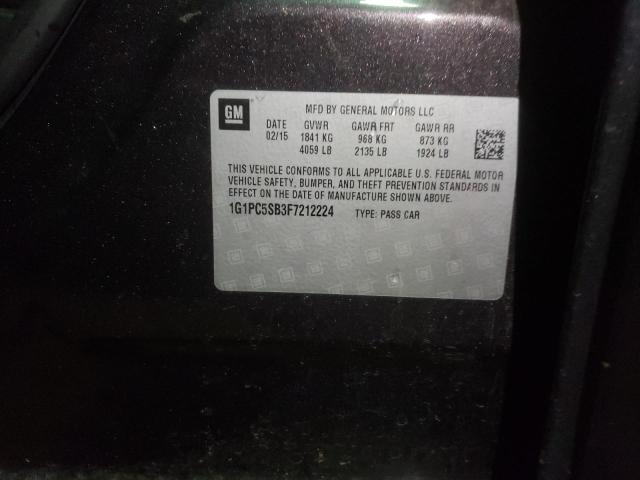 GM
MFD BY GENERAL MOTORS LLC
DATE GVWR GAWR FRT GAWR RR
02/15 1841 KG 968 KG 873 KG
4059 LB 2135 LB 1924 LB
THIS VEHICLE CONFORMS TO ALL APPLICABLE U.S. FEDERAL MOTOR
VEHICLE SAFETY, BUMPER, AND THEFT PREVENTION STANDARDS IN
EFFECT ON THE DATE OF MANUFACTURE SHOWN ABOVE.
1G1PC5SB3F7212224 TYPE: PASS CAR